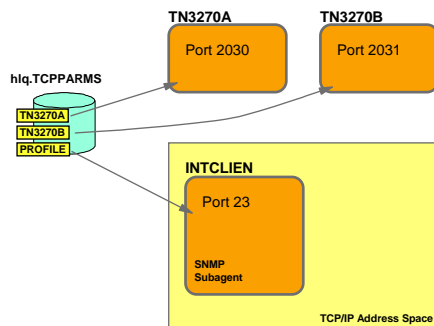 TN3270A
TN3270B
Port 2030
Port 2031
hlq.TCPPARMS
TN3270A
TN3270B
PROFILE
INTCLIEN
Port 23
SNMP
Subagent
TCP/IP Address Space